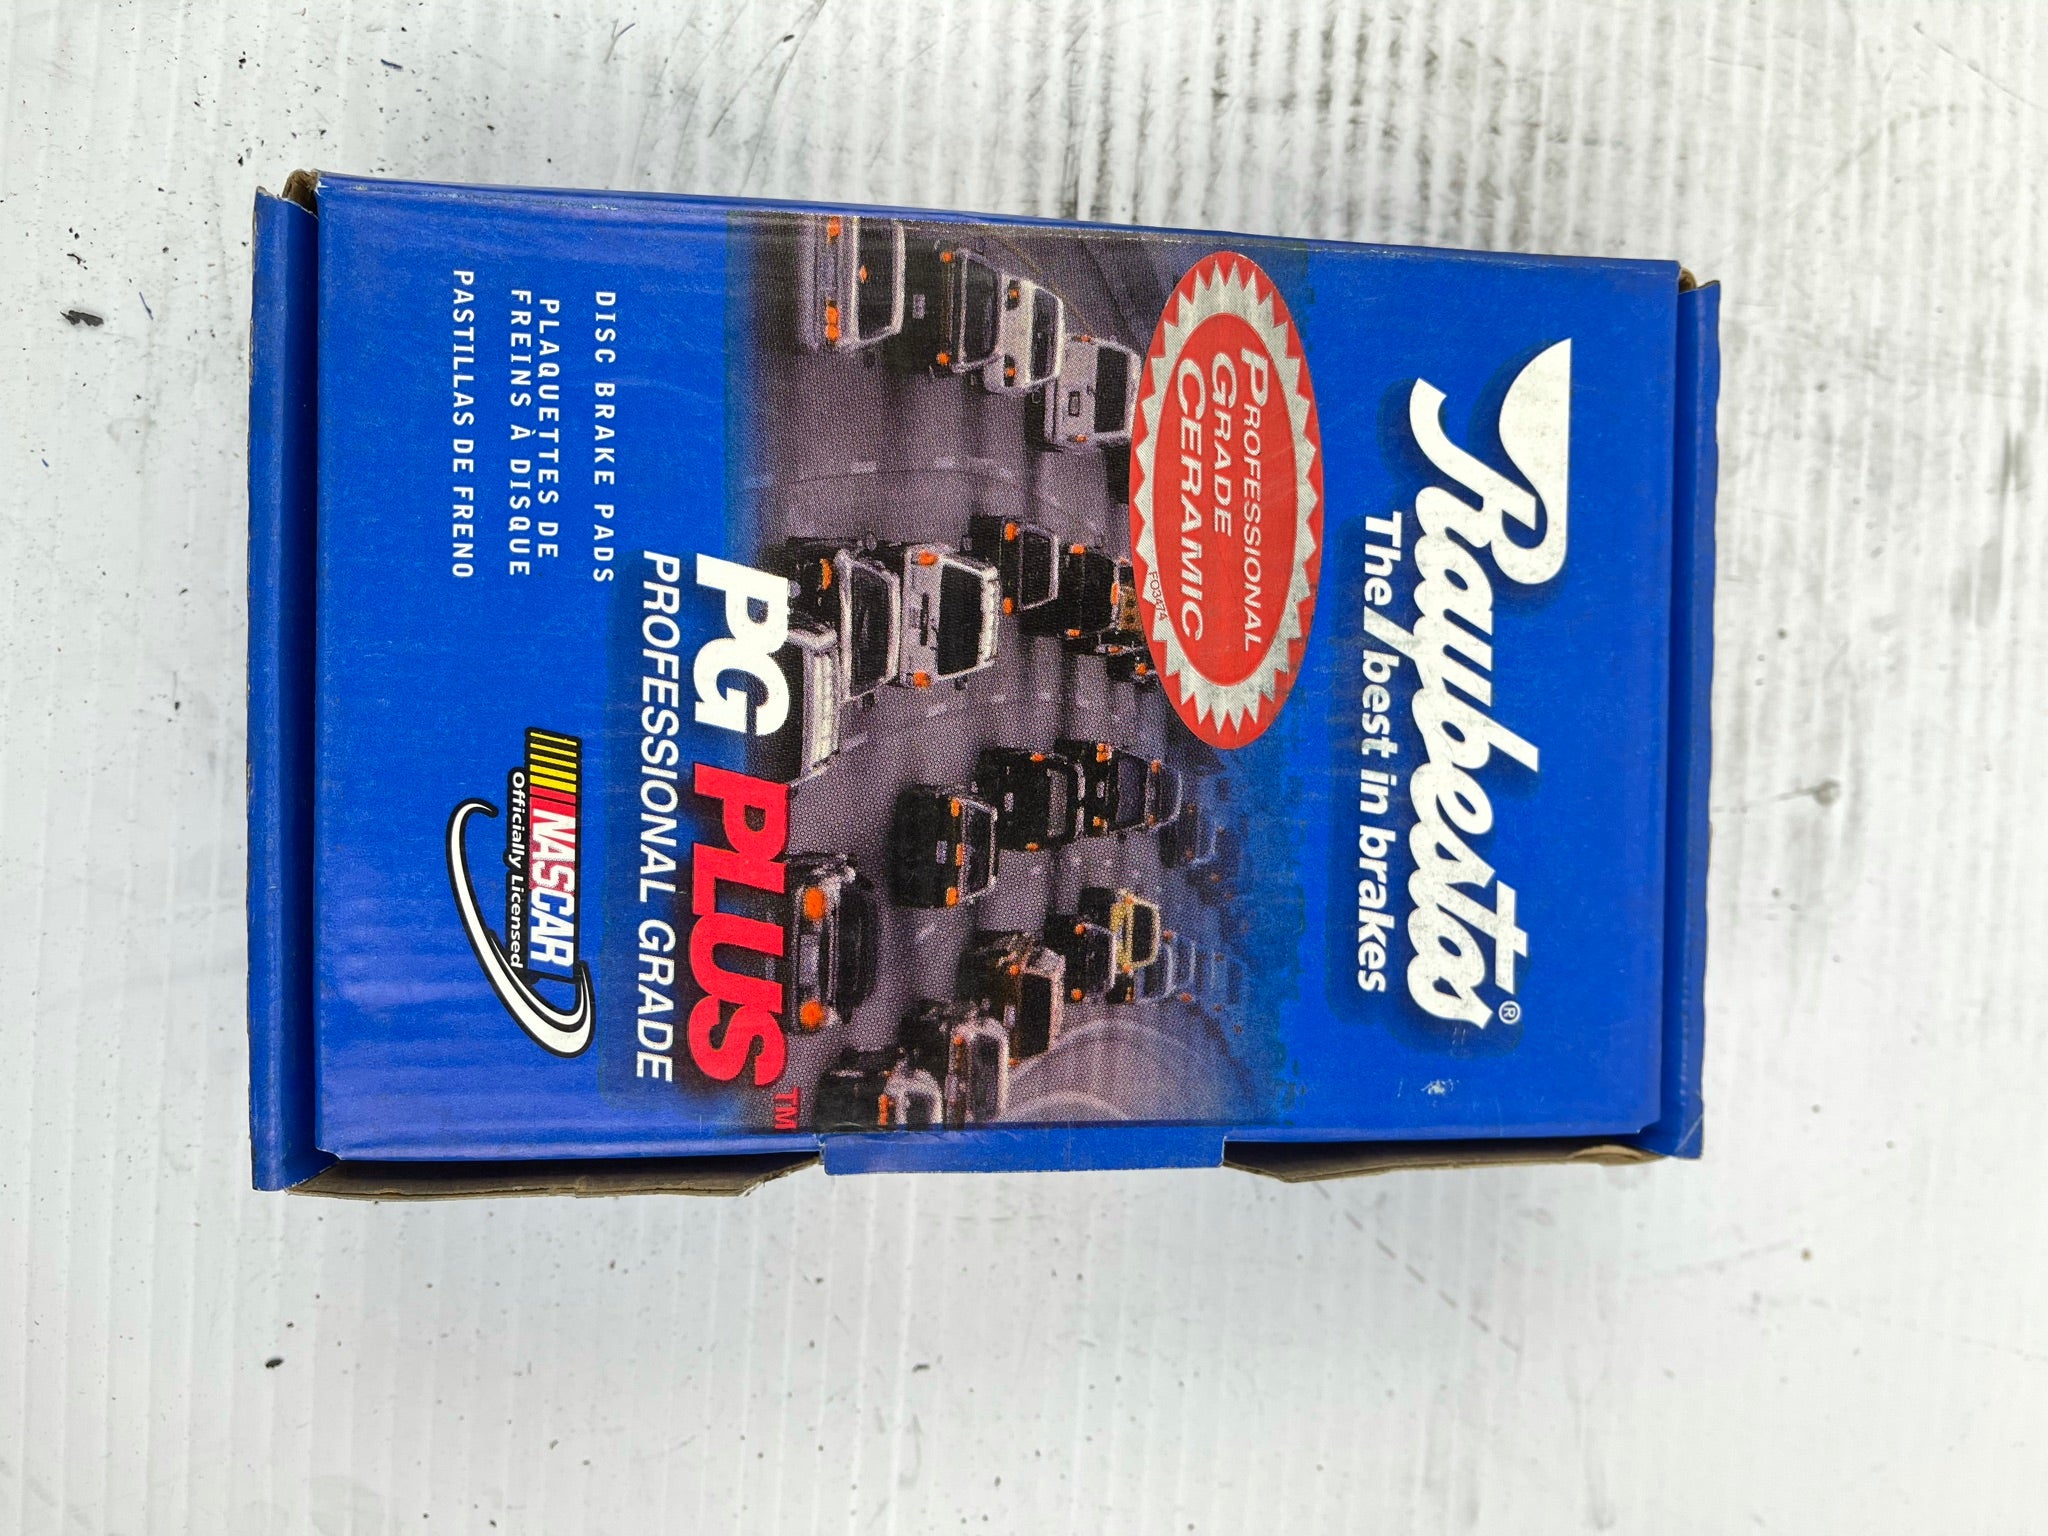 Raybestos®
The best in brakes
PROFESSIONAL
GRADE
CERAMIC
PG PLUS™
PROFESSIONAL GRADE
DISC BRAKE PADS
PLAQUETTES DE
FREINS À DISQUE
PASTILLAS DE FRENO
NASCAR
Officially Licensed